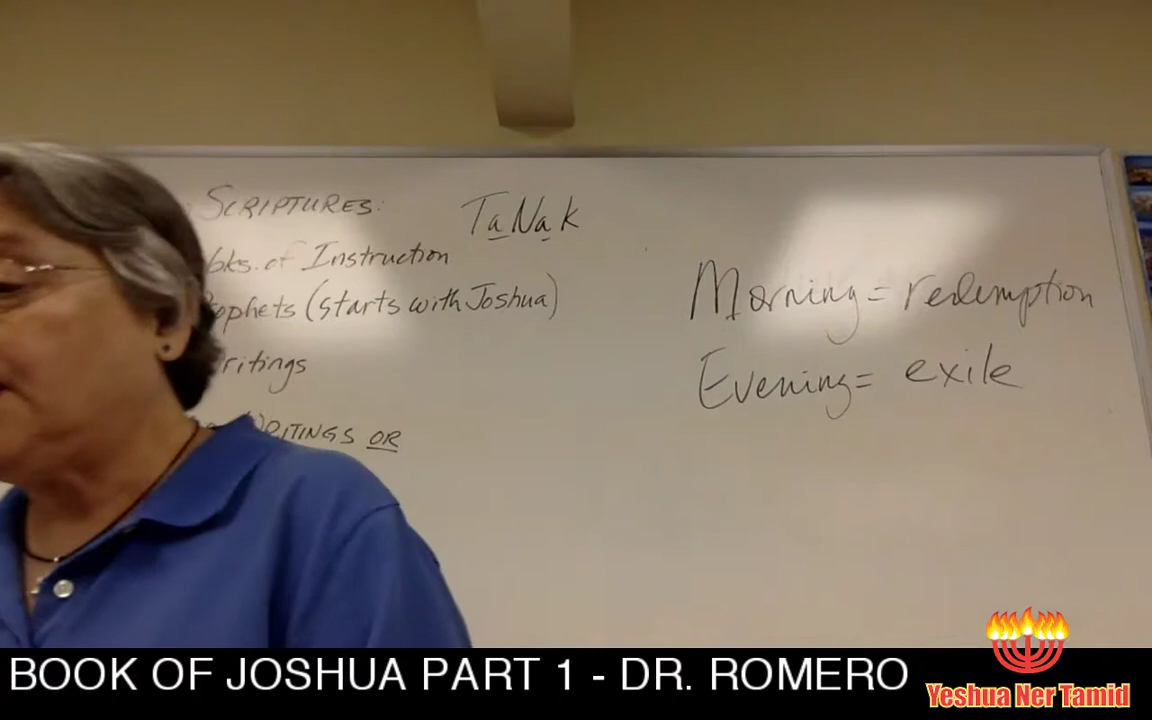 SCRIPTURES:
TaNak
bks. of Instruction
ophets (starts with Joshua)
ritings
RITINGS OR
Morning = redemption
Evening = exile
BOOK OF JOSHUA PART 1 - DR. ROMERO
Yeshua Ner Tamid